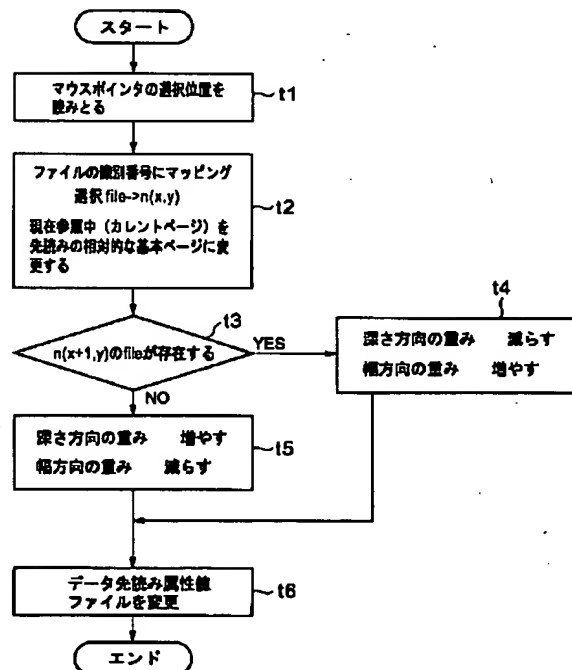 スタート
マウスポインタの選択位置を
読みとる
t1
ファイルの識別番号にマッピング
選択 file->n(x,y)
現在参照中（カレントページ）を
先読みの相対的な基本ページに変
更する
t2
t3
n(x+1,y)のfileが存在する
YES
NO
t4
深さ方向の重み 減らす
幅方向の重み 増やす
深さ方向の重み 増やす
幅方向の重み 減らす
t5
データ先読み属性値
ファイルを変更
t6
エンド